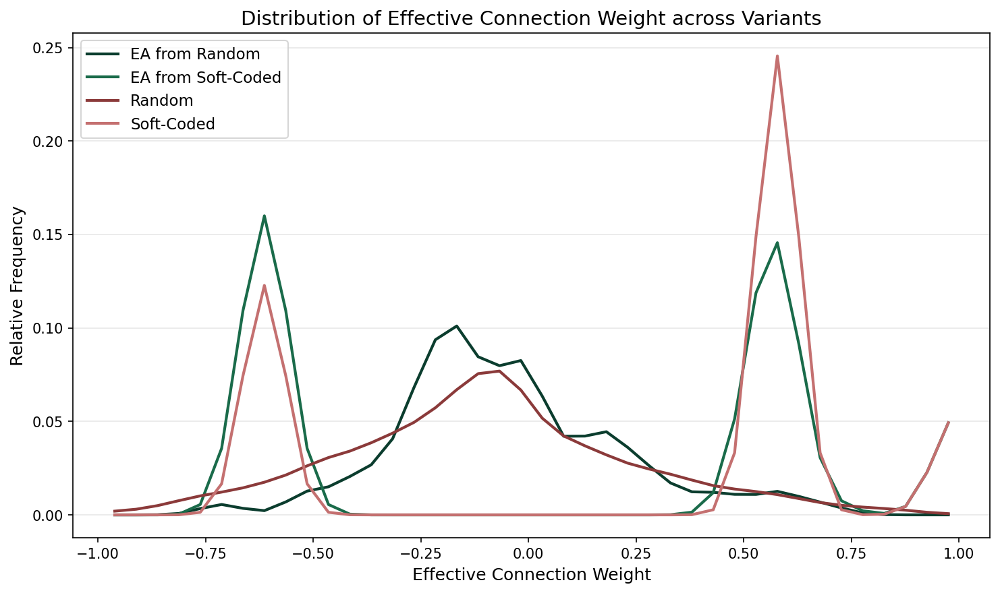 Distribution of Effective Connection Weight across Variants
EA from Random
EA from Soft-Coded
Random
Soft-Coded
Relative Frequency
0.25
0.20
0.15
0.10
0.05
0.00
−1.00 −0.75 −0.50 −0.25 0.00 0.25 0.50 0.75 1.00
Effective Connection Weight